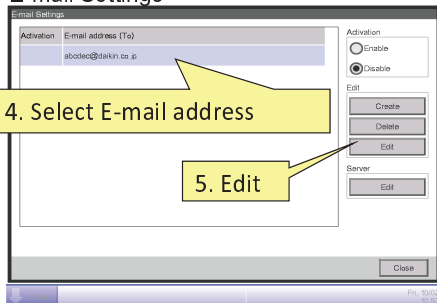 E-mail Settings
E-mail Settings
Activation E-mail address (To)
abcdec@daikin.co.jp
Activation
Enable
Disable
Edit
Create
Delete
Edit
Server
Edit
4. Select E-mail address
5. Edit
Close
Fri, 10/02